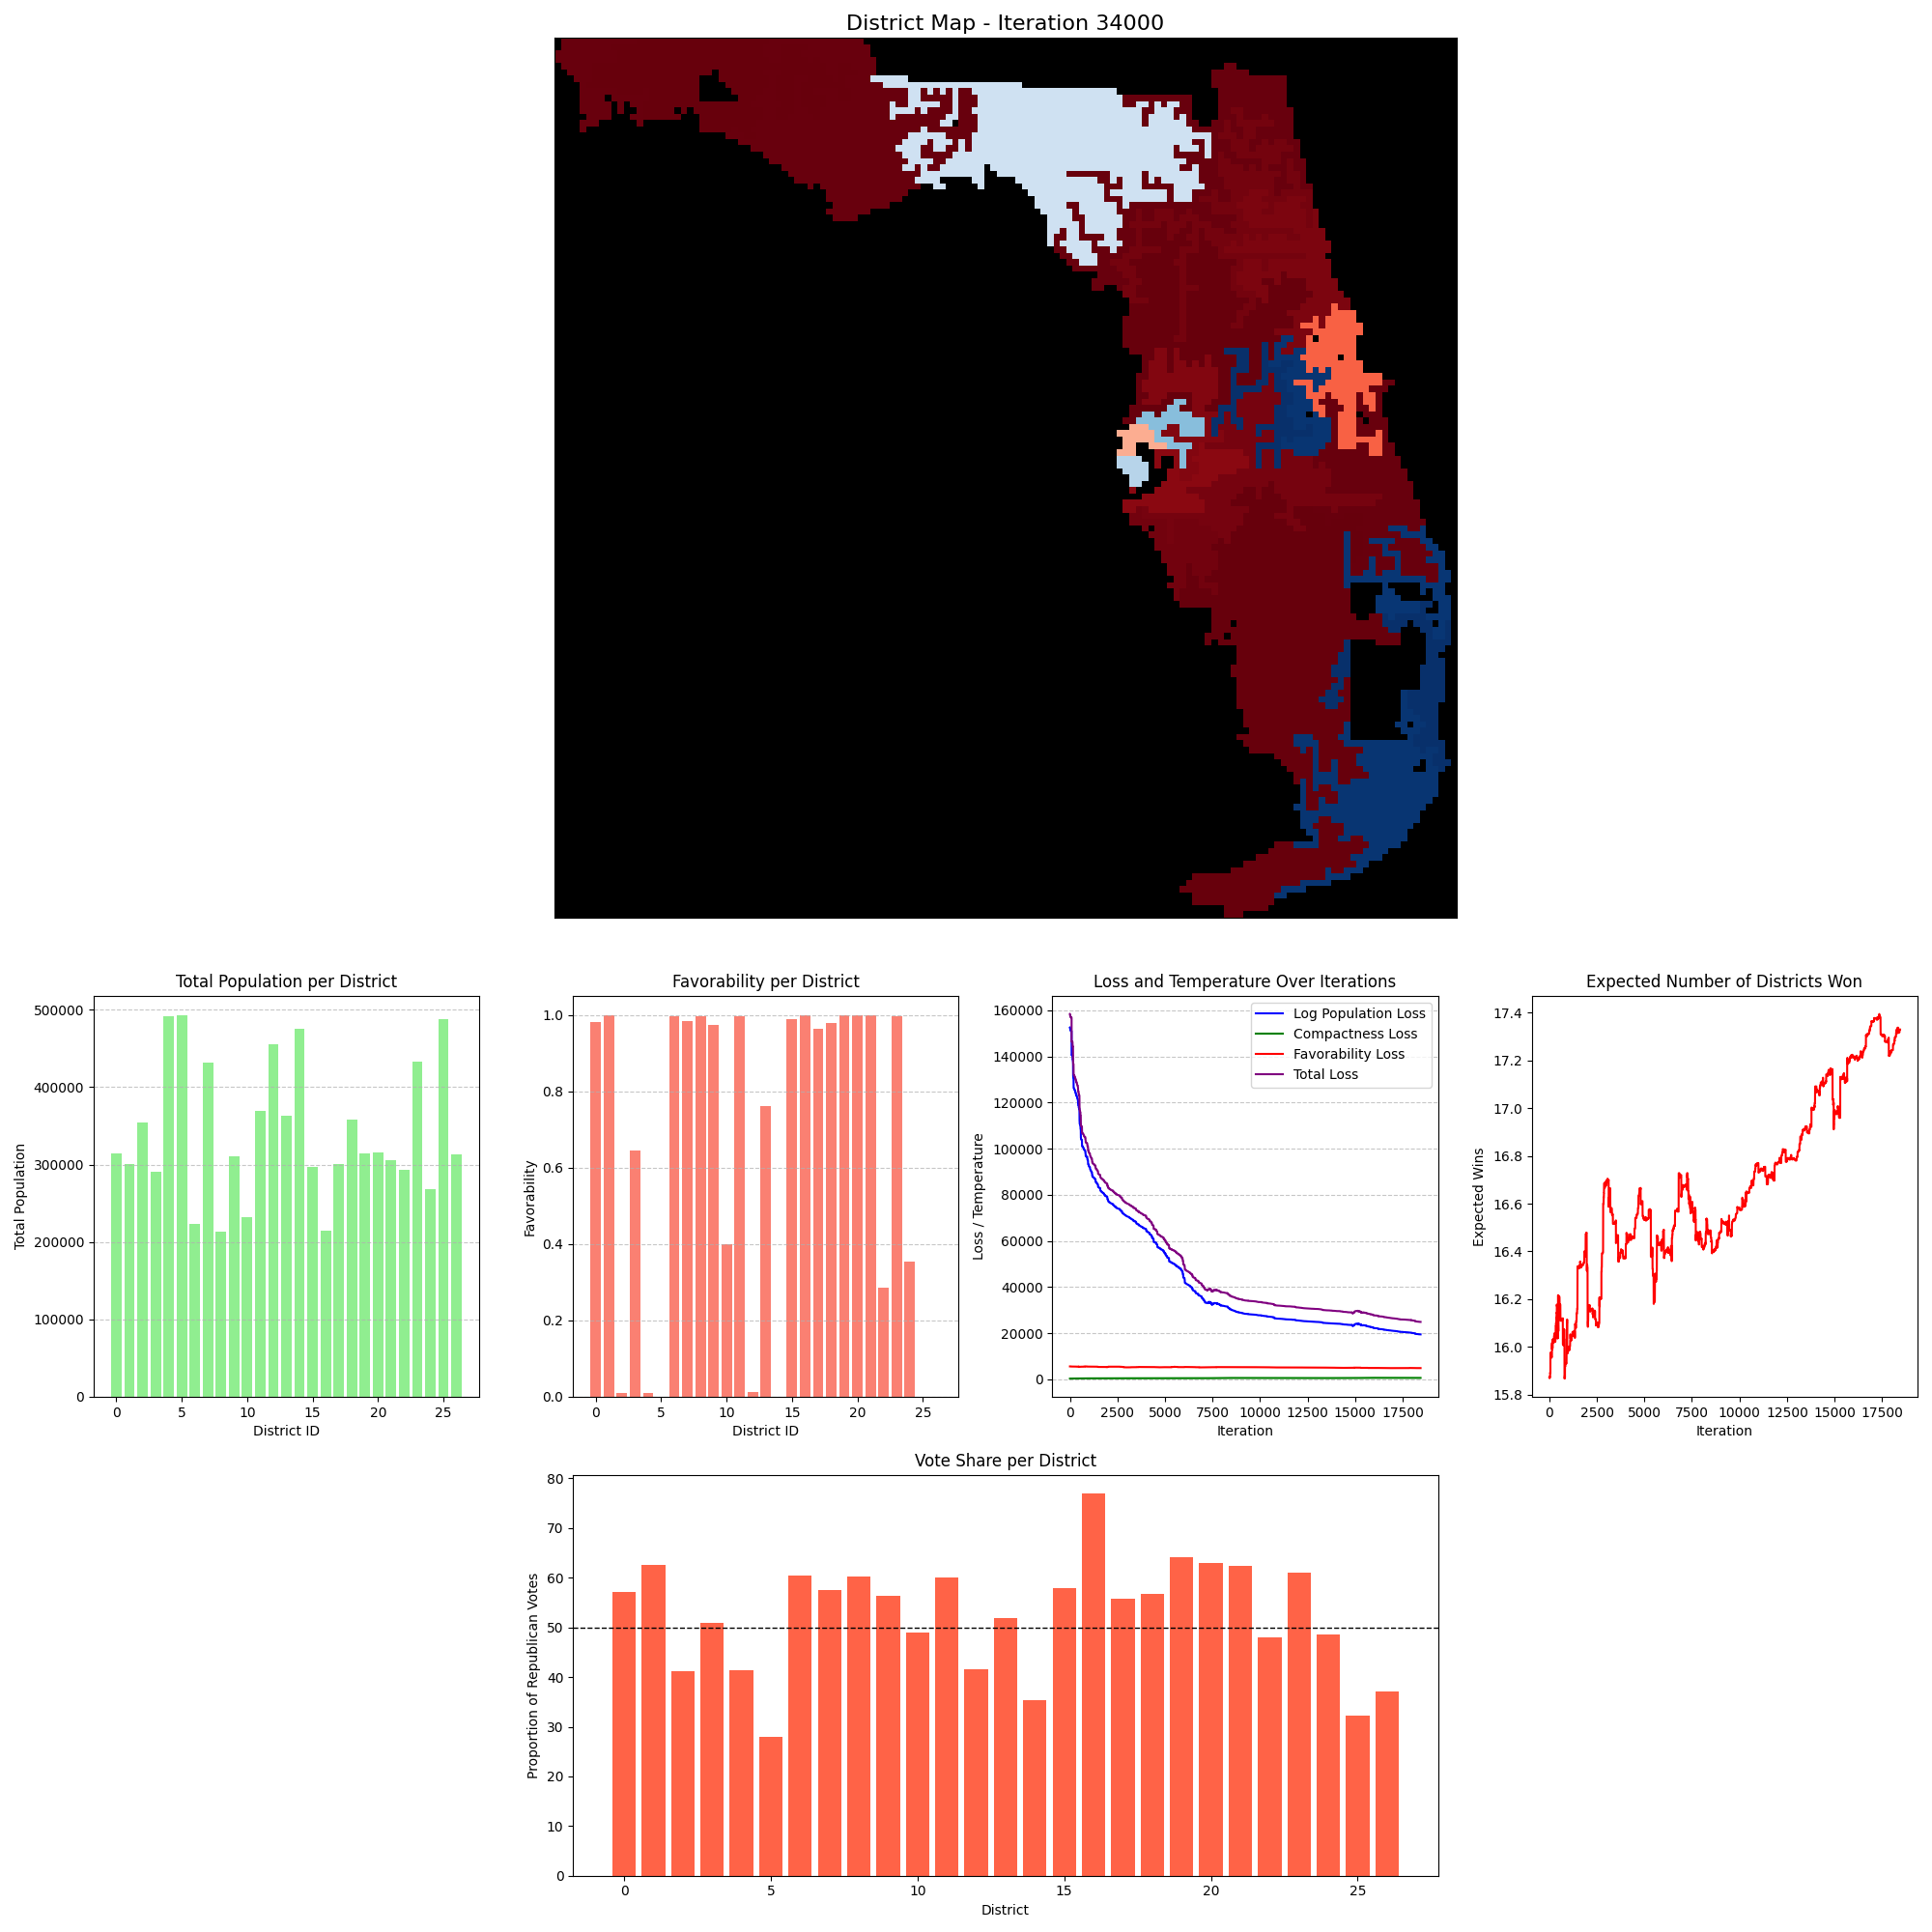 District Map - Iteration 34000
Total Population per District
500000
400000
300000
200000
100000
0
Total Population
0 5 10 15 20 25
District ID
Favorability per District
1.0
0.8
0.6
0.4
0.2
0.0
Favorability
0 5 10 15 20 25
District ID
Loss and Temperature Over Iterations
160000
140000
120000
100000
80000
60000
40000
20000
0
Loss / Temperature
Log Population Loss
Compactness Loss
Favorability Loss
Total Loss
0 2500 5000 7500 10000 12500 15000 17500
Iteration
Expected Number of Districts Won
17.4
17.2
17.0
16.8
16.6
16.4
16.2
16.0
15.8
Expected Wins
0 2500 5000 7500 10000 12500 15000 17500
Iteration
Vote Share per District
80
70
60
50
40
30
20
10
0
Proportion of Republican Votes
0 5 10 15 20 25
District